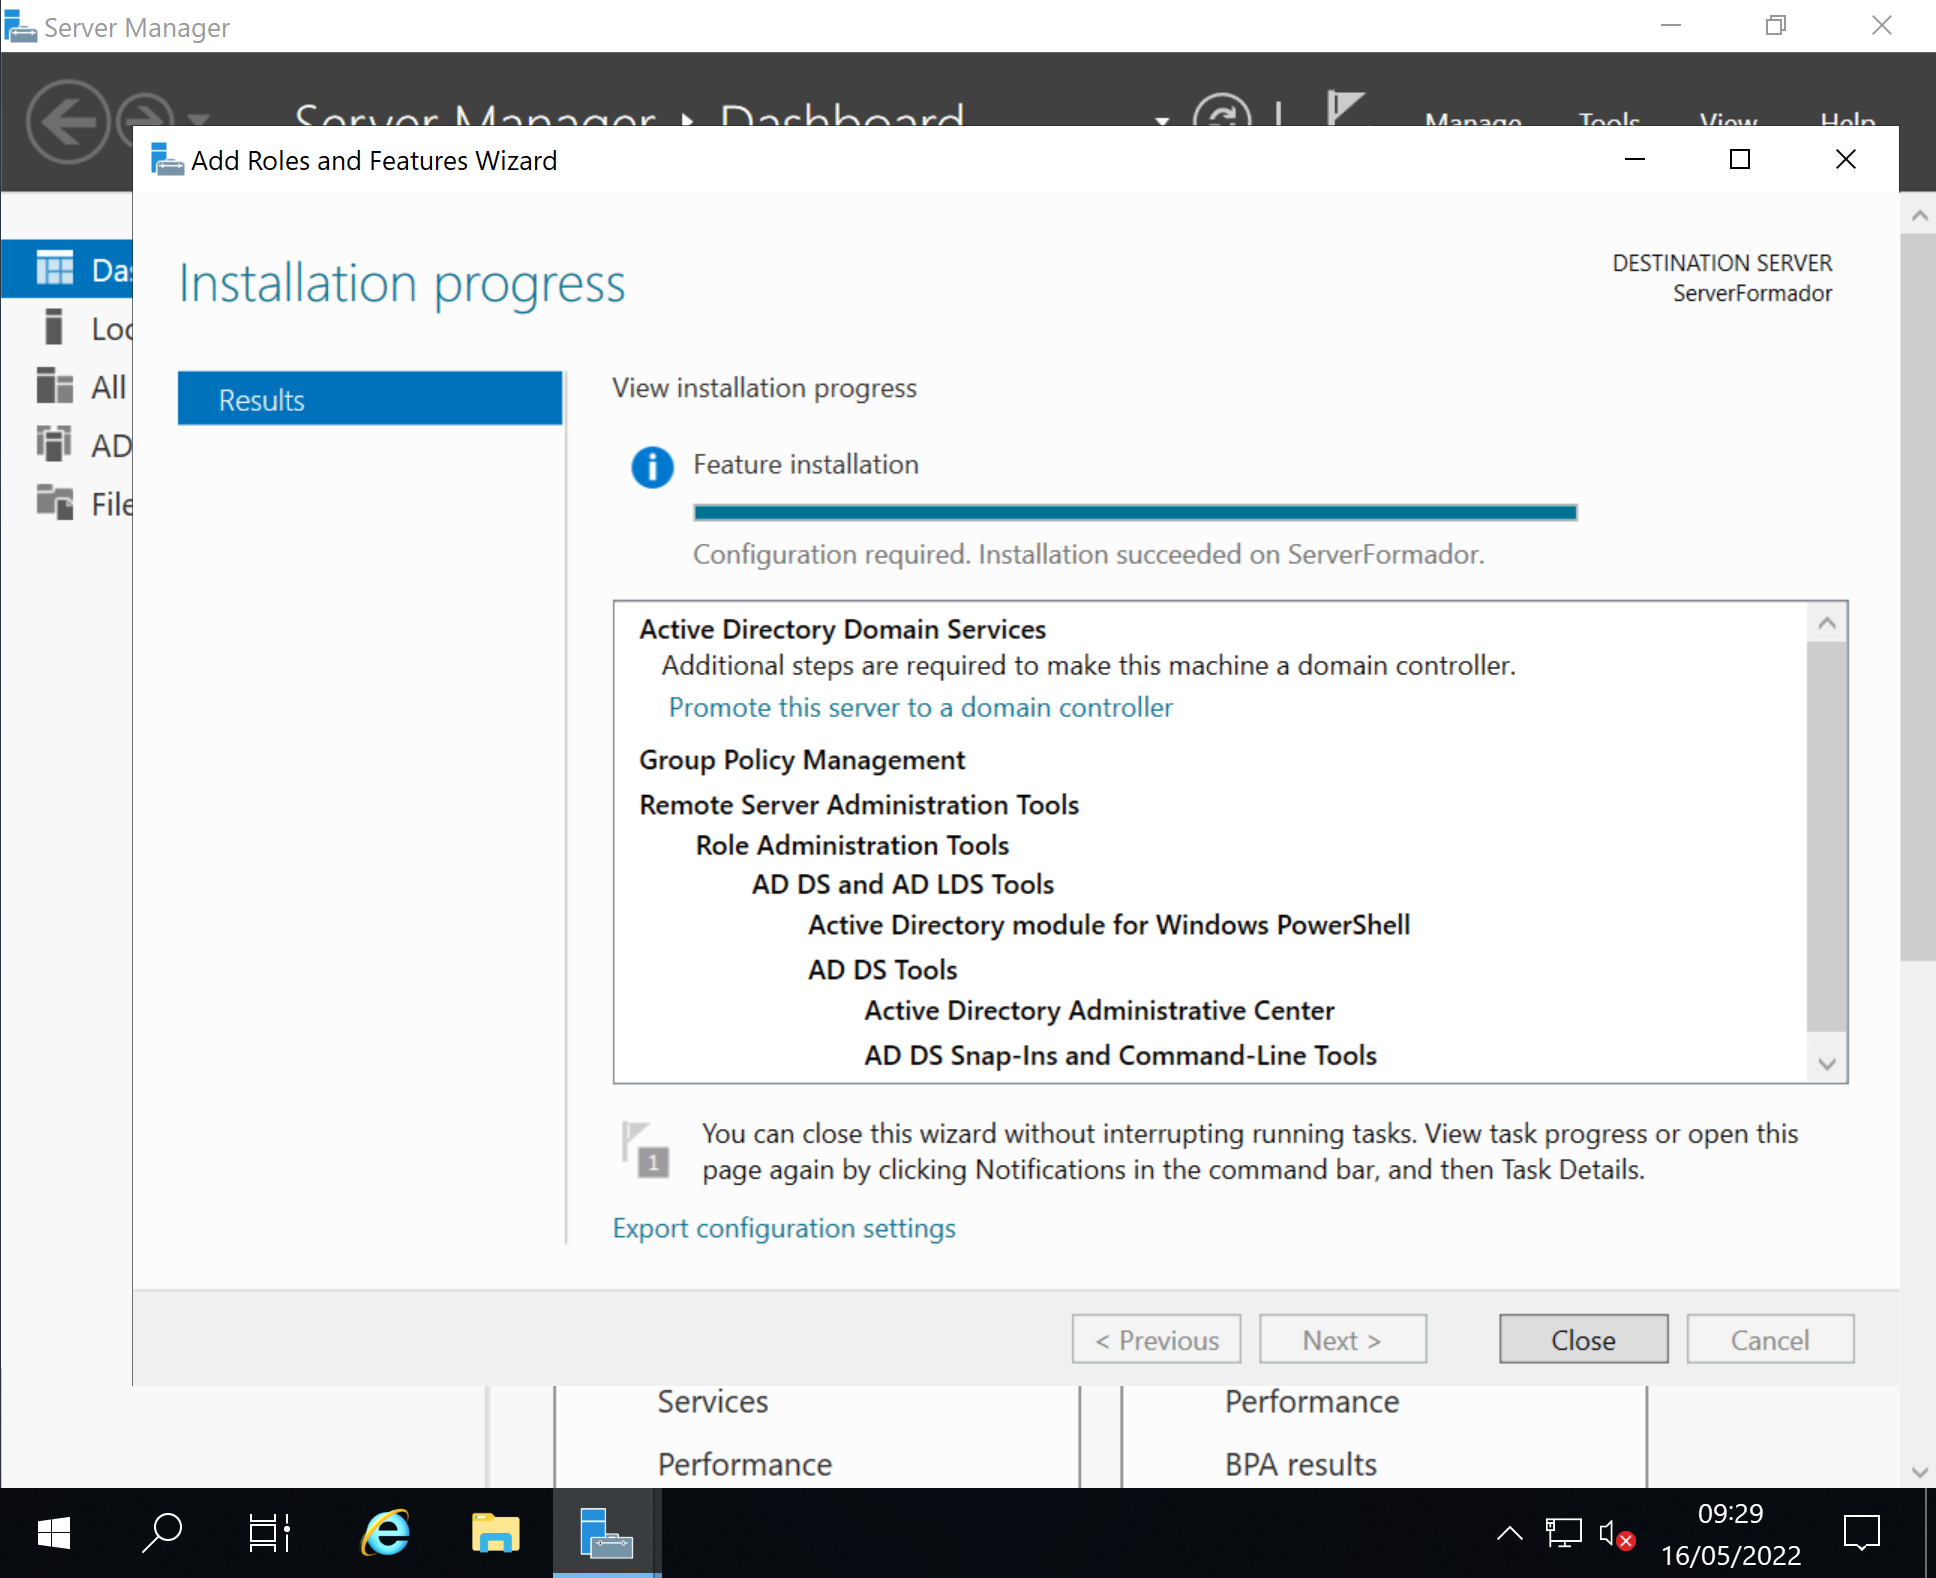 Server Manager
Server Manager
Dashboard
Manage
Tools
View
Help
Add Roles and Features Wizard
Installation progress
DESTINATION SERVER
ServerFormador
Das
Loc
All
AD
File
Results
View installation progress
Feature installation
Configuration required. Installation succeeded on ServerFormador.
Active Directory Domain Services
Additional steps are required to make this machine a domain controller.
Promote this server to a domain controller
Group Policy Management
Remote Server Administration Tools
Role Administration Tools
AD DS and AD LDS Tools
Active Directory module for Windows PowerShell
AD DS Tools
Active Directory Administrative Center
AD DS Snap-Ins and Command-Line Tools
1
You can close this wizard without interrupting running tasks. View task progress or open this
page again by clicking Notifications in the command bar, and then Task Details.
Export configuration settings
< Previous
Next >
Close
Cancel
Services
Performance
Performance
BPA results
09:29
16/05/2022